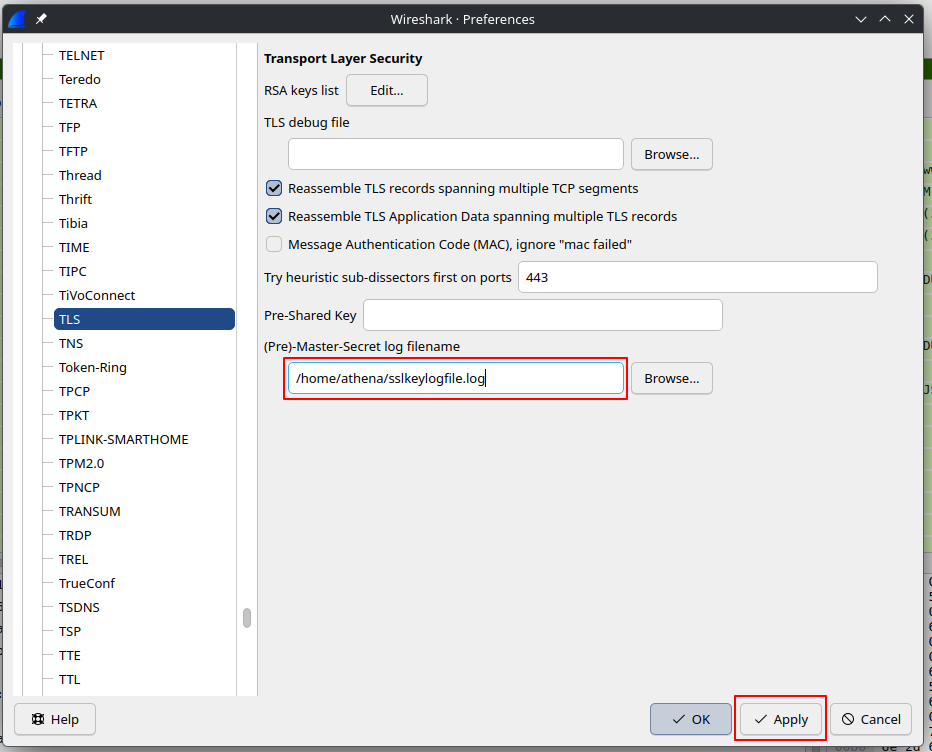 Wireshark · Preferences
TELNET
Teredo
TETRA
TFP
TFTP
Thread
Thrift
Tibia
TIME
TIPC
TiVoConnect
TLS
TNS
Token-Ring
TPCP
TPKT
TPLINK-SMARTHOME
TPM2.0
TPNCP
TRANSUM
TRDP
TREL
TrueConf
TSDNS
TSP
TTE
TTL
Transport Layer Security
RSA keys list Edit...
TLS debug file
Browse...
Reassemble TLS records spanning multiple TCP segments
Reassemble TLS Application Data spanning multiple TLS records
Message Authentication Code (MAC), ignore "mac failed"
Try heuristic sub-dissectors first on ports 443
Pre-Shared Key
(Pre)-Master-Secret log filename
/home/athena/sslkeylogfile.log Browse...
Help OK Apply Cancel